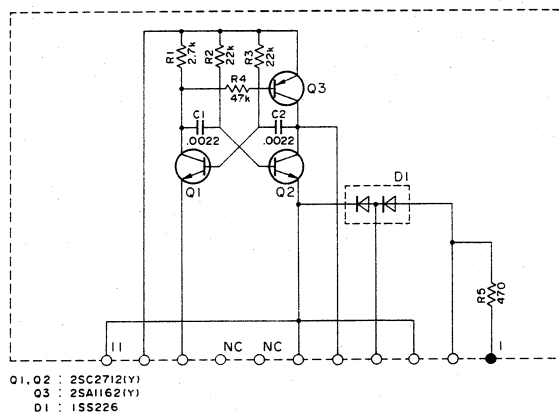 R1
2.7k
R2
22k
R3
22k
R4
47k
Q3
C1
.0022
C2
.0022
Q1
Q2
D1
R5
470
11
NC
NC
1
Q1, Q2 : 2SC2712(Y)
Q3 : 2SA1162(Y)
D1 : 1SS226